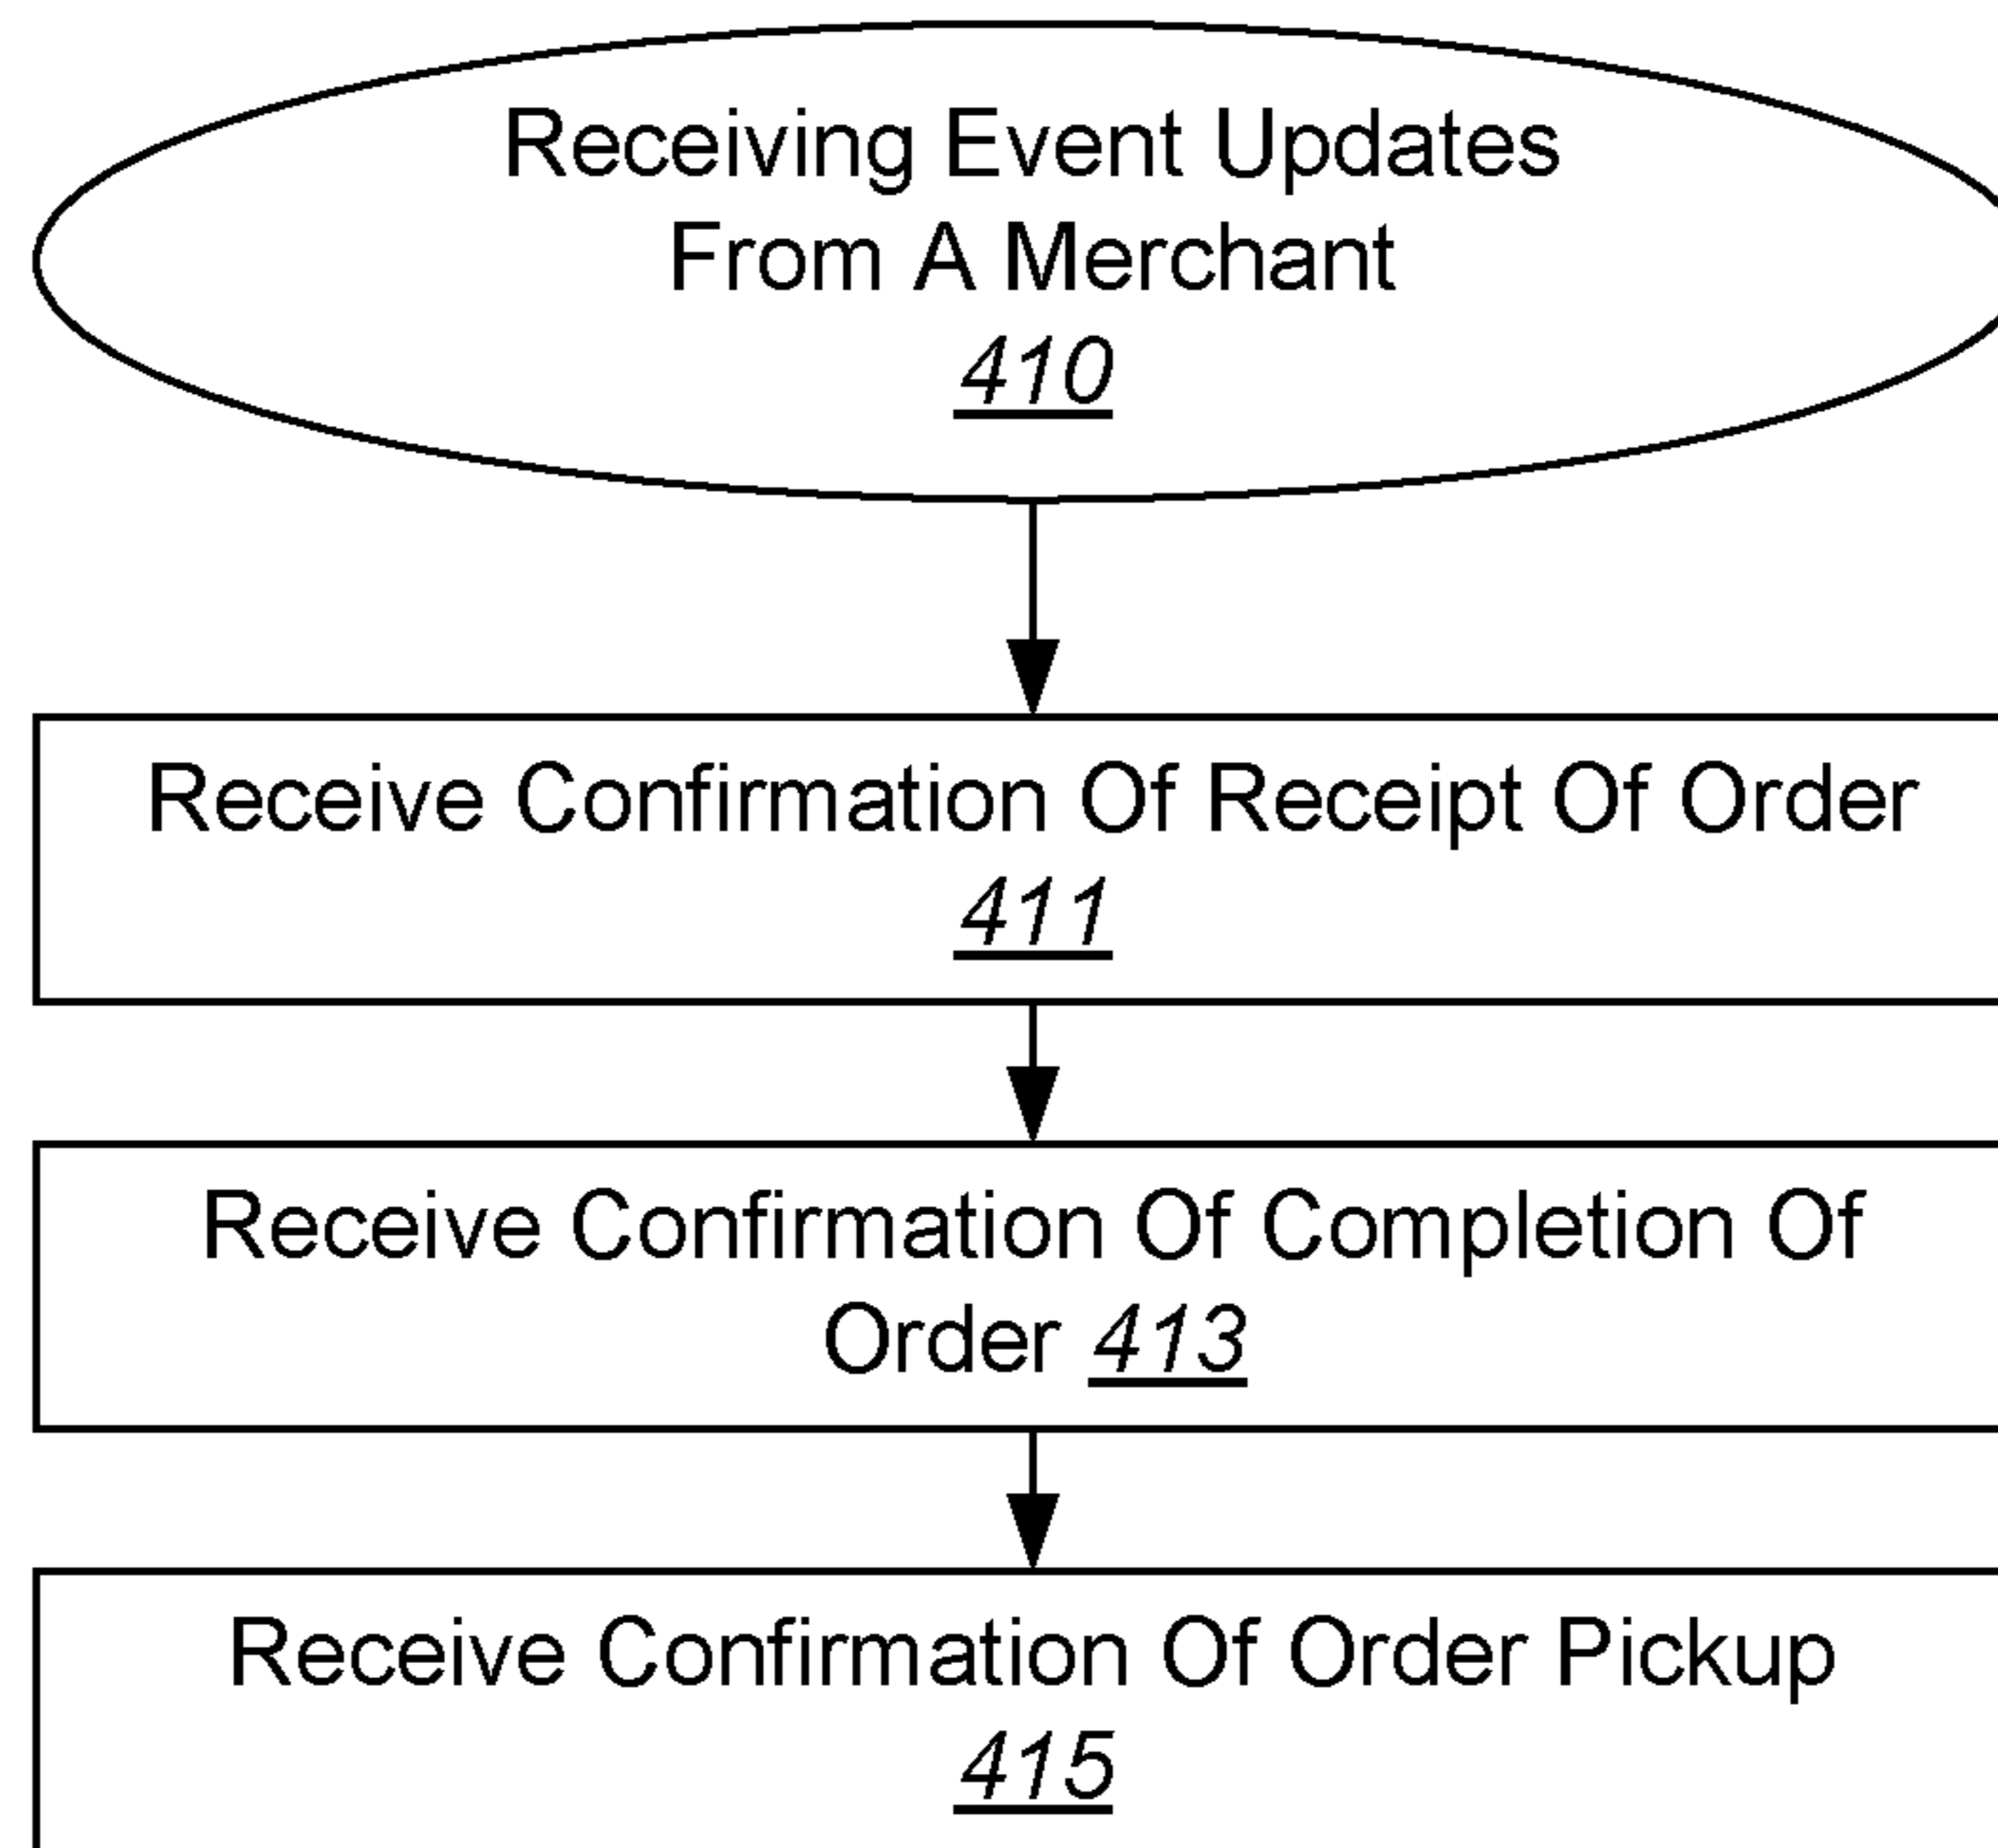 Receiving Event Updates
From A Merchant
410
Receive Confirmation Of Receipt Of Order
411
Receive Confirmation Of Completion Of
Order 413
Receive Confirmation Of Order Pickup
415